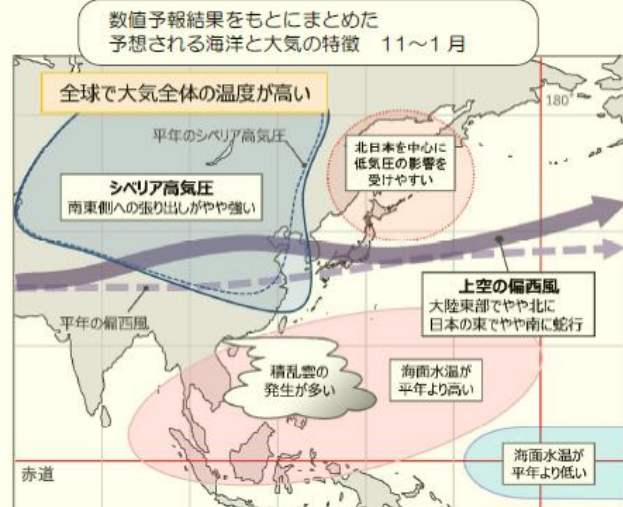 数値予報結果をもとにまとめた
予想される海洋と大気の特徴　11～1月
全球で大気全体の温度が高い
180°
平年のシベリア高気圧
北日本を中心に
低気圧の影響を
受けやすい
シベリア高気圧
南東側への張り出しがやや強い
上空の偏西風
大陸東部でやや北に
日本の東でやや南に蛇行
平年の偏西風
積乱雲の
発生が多い
海面水温が
平年より高い
海面水温が
平年より低い
赤道